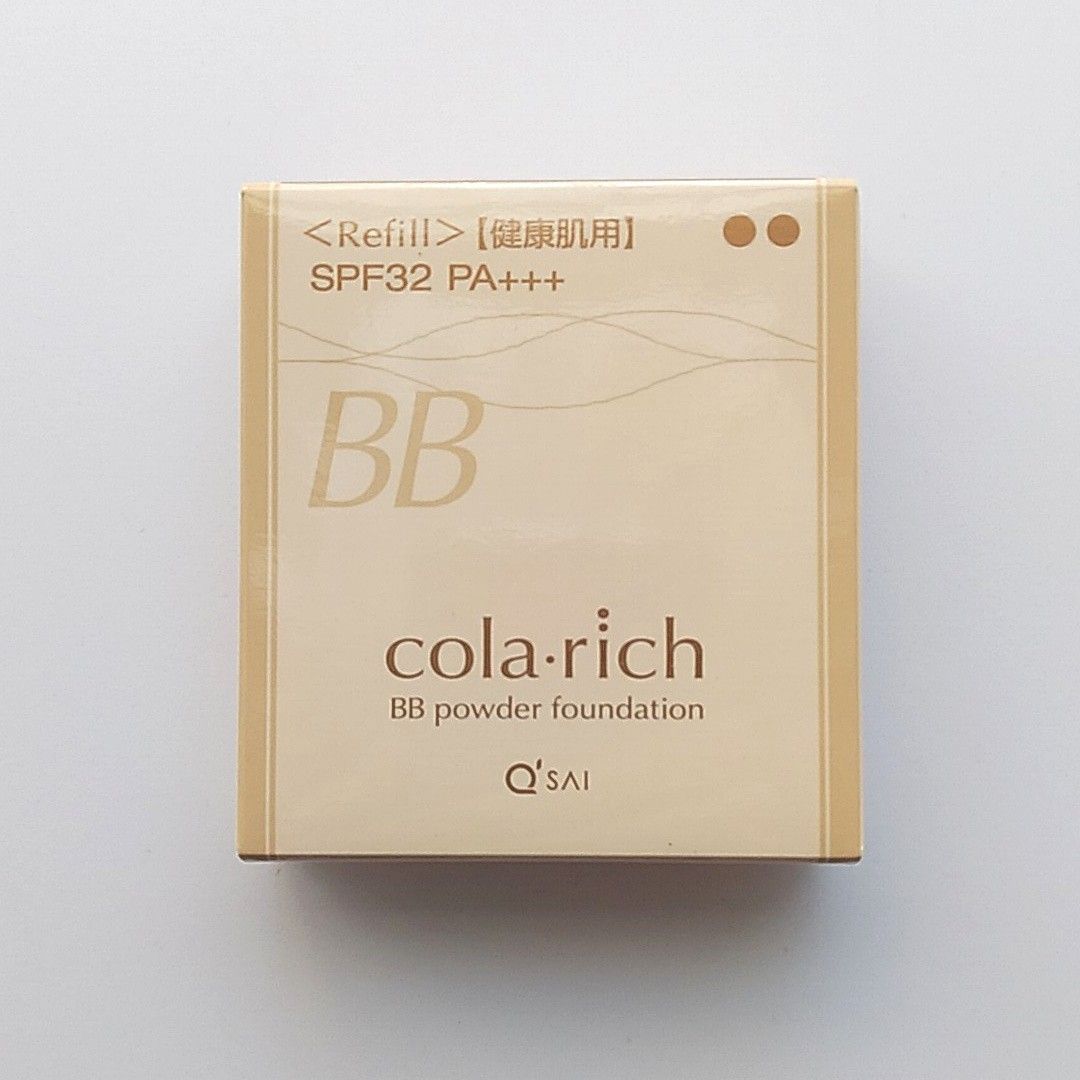 <Refill>【健康肌用】
SPF32 PA+++
BB
cola·rich
BB powder foundation
Q'SAI